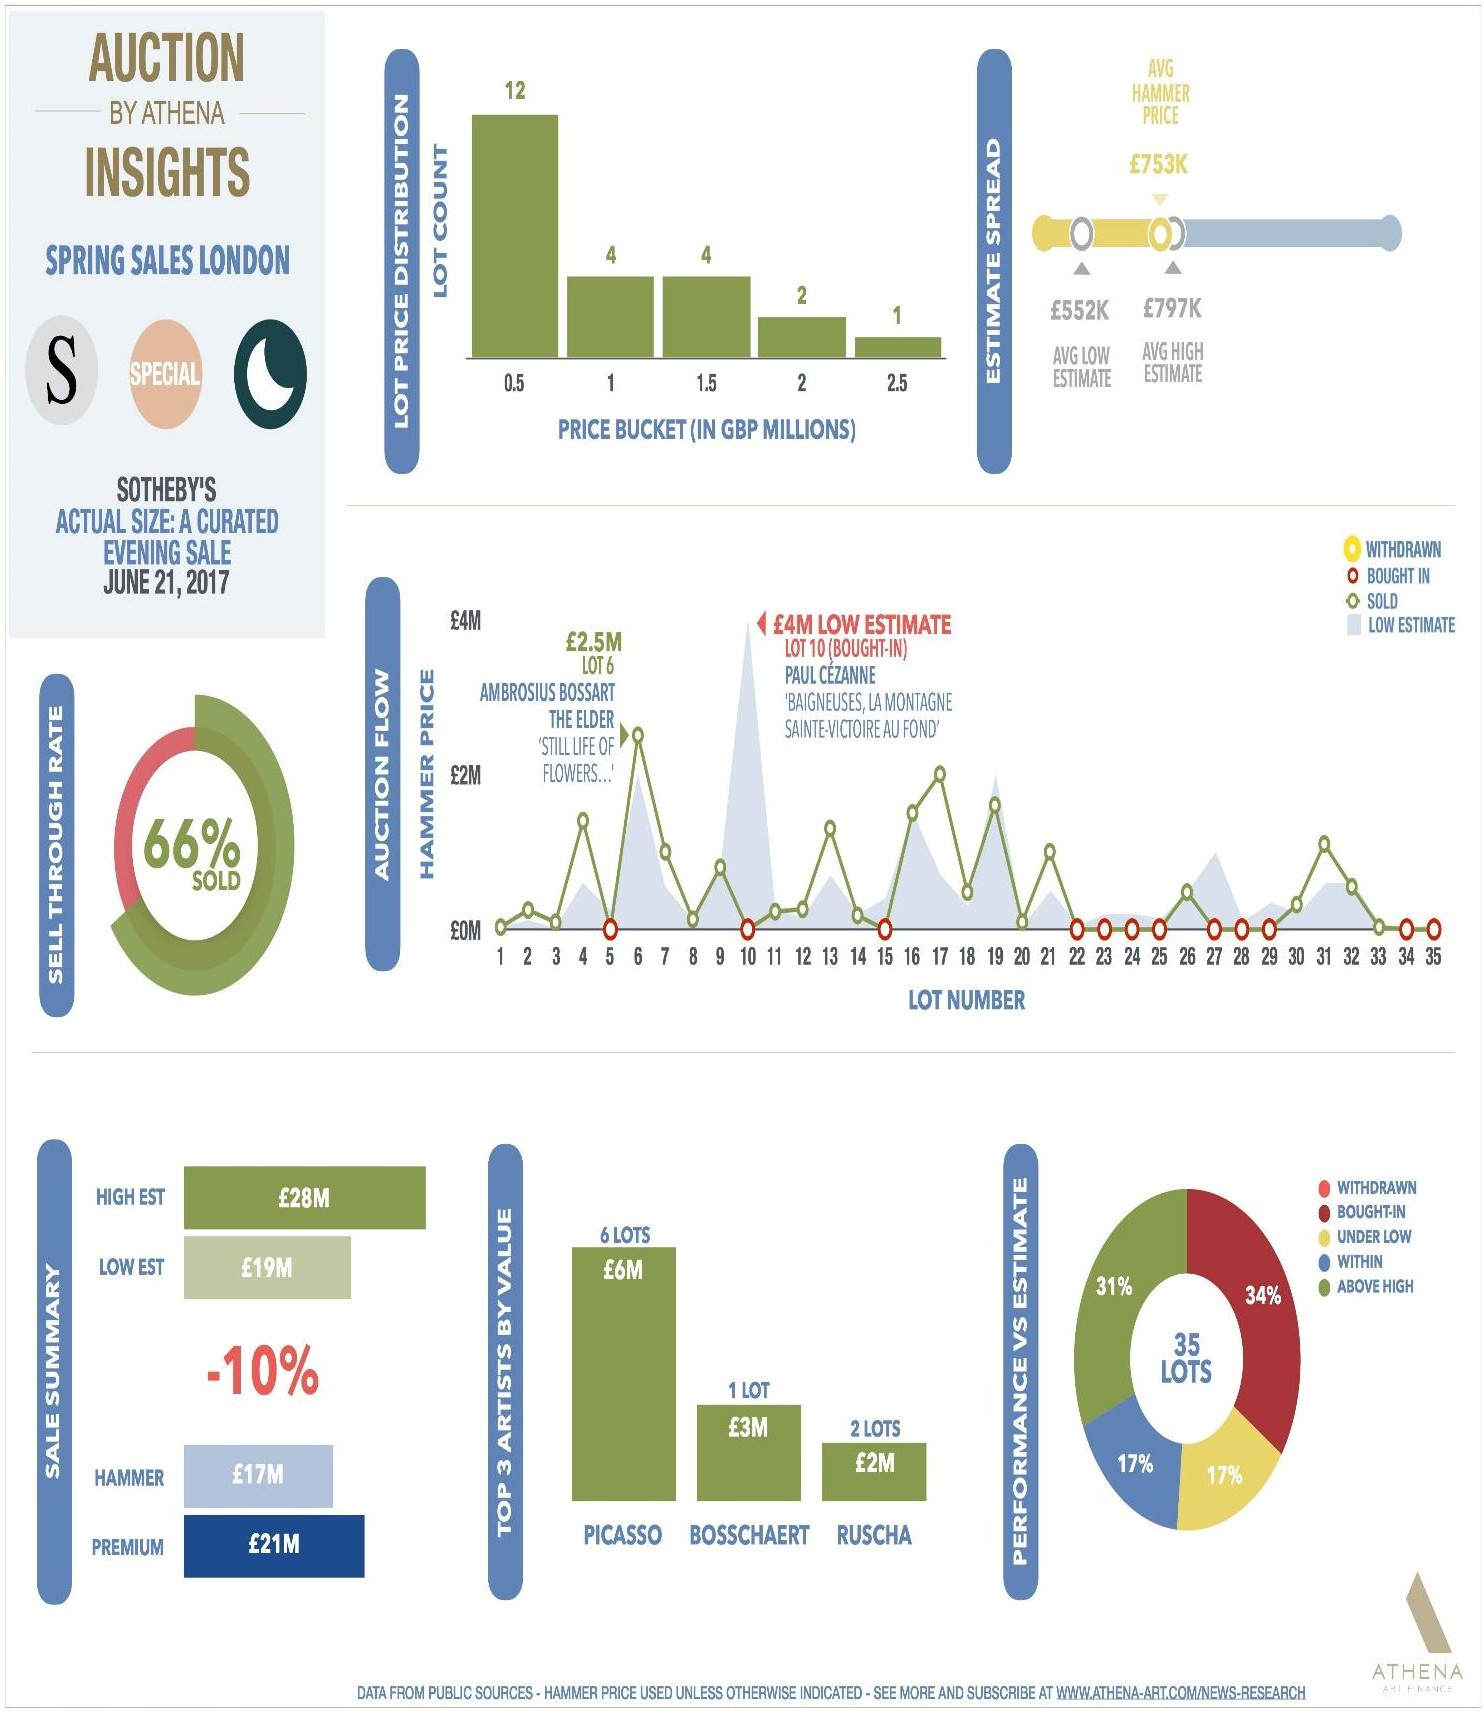 AUCTION
BY ATHENA
INSIGHTS
SPRING SALES LONDON
S
SPECIAL
SOTHEBY'S
ACTUAL SIZE: A CURATED
EVENING SALE
JUNE 21, 2017
LOT PRICE DISTRIBUTION
LOT COUNT
12
4
4
2
1
0.5
1
1.5
2
2.5
PRICE BUCKET (IN GBP MILLIONS)
ESTIMATE SPREAD
AVG
HAMMER
PRICE
£753K
£552K
£797K
AVG LOW
ESTIMATE
AVG HIGH
ESTIMATE
SELL THROUGH RATE
66%
SOLD
AUCTION FLOW
HAMMER PRICE
£4M
£2M
£0M
£2.5M
LOT 6
AMBROSIUS BOSSART
THE ELDER
'STILL LIFE OF
FLOWERS...'
£4M LOW ESTIMATE
LOT 10 (BOUGHT-IN)
PAUL CÉZANNE
'BAIGNEUSES, LA MONTAGNE
SAINTE-VICTOIRE AU FOND'
WITHDRAWN
BOUGHT IN
SOLD
LOW ESTIMATE
1 2 3 4 5 6 7 8 9 10 11 12 13 14 15 16 17 18 19 20 21 22 23 24 25 26 27 28 29 30 31 32 33 34 35
LOT NUMBER
SALE SUMMARY
HIGH EST
£28M
LOW EST
£19M
-10%
HAMMER
£17M
PREMIUM
£21M
TOP 3 ARTISTS BY VALUE
6 LOTS
£6M
1 LOT
£3M
2 LOTS
£2M
PICASSO
BOSSCHAERT
RUSCHA
PERFORMANCE VS ESTIMATE
31%
34%
35
LOTS
17%
17%
WITHDRAWN
BOUGHT-IN
UNDER LOW
WITHIN
ABOVE HIGH
ATHENA
ART FINANCE
DATA FROM PUBLIC SOURCES - HAMMER PRICE USED UNLESS OTHERWISE INDICATED - SEE MORE AND SUBSCRIBE AT WWW.ATHENA-ART.COM/NEWS-RESEARCH